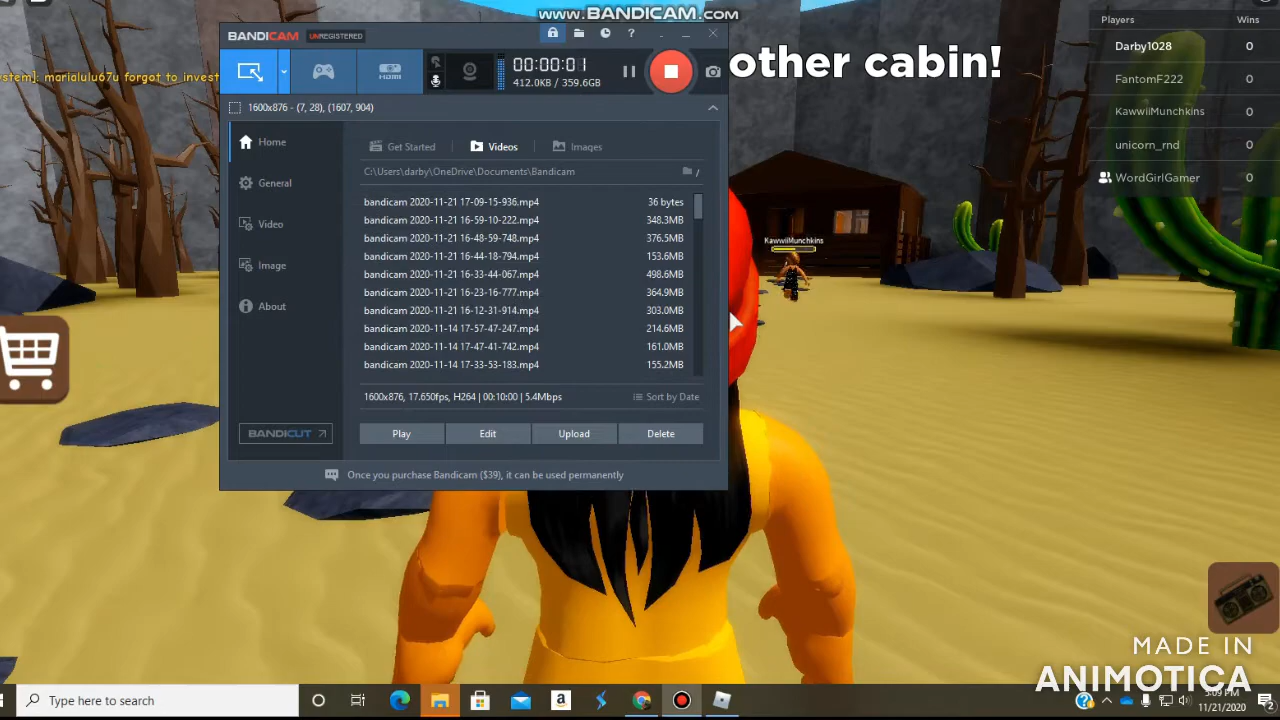 www.BANDICAM.com
BANDICAM UNREGISTERED
other cabin!
Players Wins
Darby1028 0
FantomF222 0
KawwiiMunchkins 0
unicorn_rnd 0
WordGirlGamer 0
ystem]: marialulu67u forgot to invest
HDMI
00:00:01
412.0KB / 359.6GB
1600x876 - (7, 28), (1607, 904)
Home
General
Video
Image
About
BANDICUT
Get Started
Videos
Images
C:\Users\darby\OneDrive\Documents\Bandicam
bandicam 2020-11-21 17-09-15-936.mp4 36 bytes
bandicam 2020-11-21 16-59-10-222.mp4 348.3MB
bandicam 2020-11-21 16-48-59-748.mp4 376.5MB
bandicam 2020-11-21 16-44-18-794.mp4 153.6MB
bandicam 2020-11-21 16-33-44-067.mp4 498.6MB
bandicam 2020-11-21 16-23-16-777.mp4 364.9MB
bandicam 2020-11-21 16-12-31-914.mp4 303.0MB
bandicam 2020-11-14 17-57-47-247.mp4 214.6MB
bandicam 2020-11-14 17-47-41-742.mp4 161.0MB
bandicam 2020-11-14 17-33-53-183.mp4 155.2MB
1600x876, 17.650fps, H264 | 00:10:00 | 5.4Mbps
Sort by Date
Play Edit Upload Delete
Once you purchase Bandicam ($39), it can be used permanently
KawwiiMunchkins
MADE IN
ANIMOTICA
Type here to search
5:09 PM
11/21/2020
2